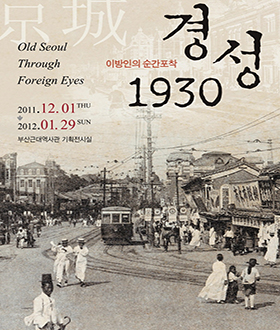 京城
Old Seoul
Through
Foreign Eyes
이방인의 순간포착
경성
1930
2011.12.01 THU
2012.01.29 SUN
부산근대역사관 기획전시실